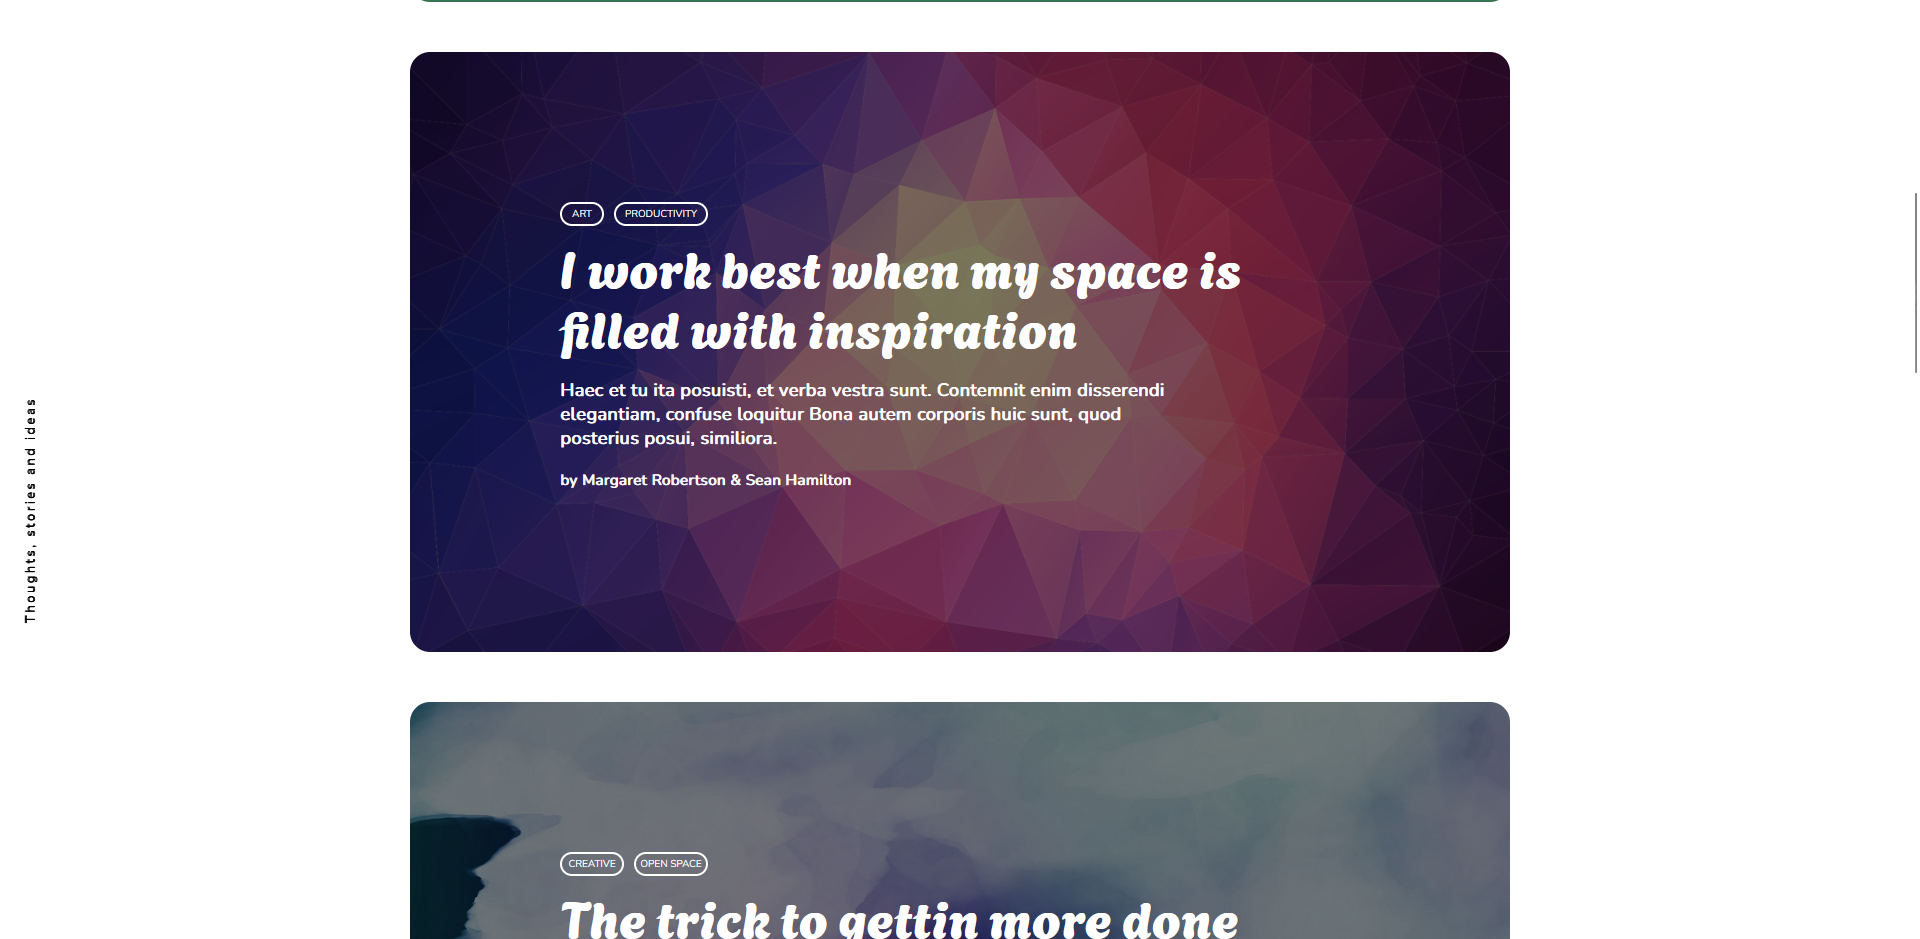 ART
PRODUCTIVITY
I work best when my space is
filled with inspiration
Haec et tu ita posuisti, et verba vestra sunt. Contemnit enim disserendi
elegantiam, confuse loquitur Bona autem corporis huic sunt, quod
posterius posui, similiora.
by Margaret Robertson & Sean Hamilton
Thoughts, stories and ideas
CREATIVE
OPEN SPACE
The trick to gettin more done